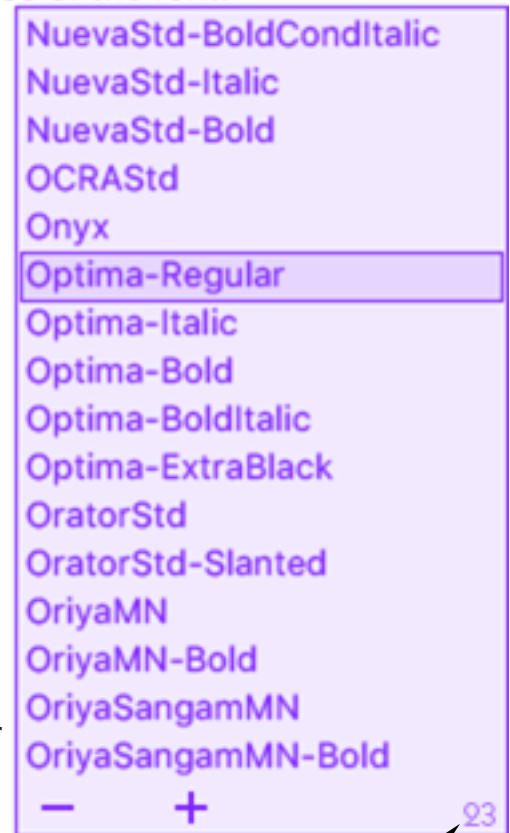 NuevaStd-BoldCondItalic
NuevaStd-Italic
NuevaStd-Bold
OCRAStd
Onyx
Optima-Regular
Optima-Italic
Optima-Bold
Optima-BoldItalic
Optima-ExtraBlack
OratorStd
OratorStd-Slanted
OriyaMN
OriyaMN-Bold
OriyaSangamMN
OriyaSangamMN-Bold
− + 23